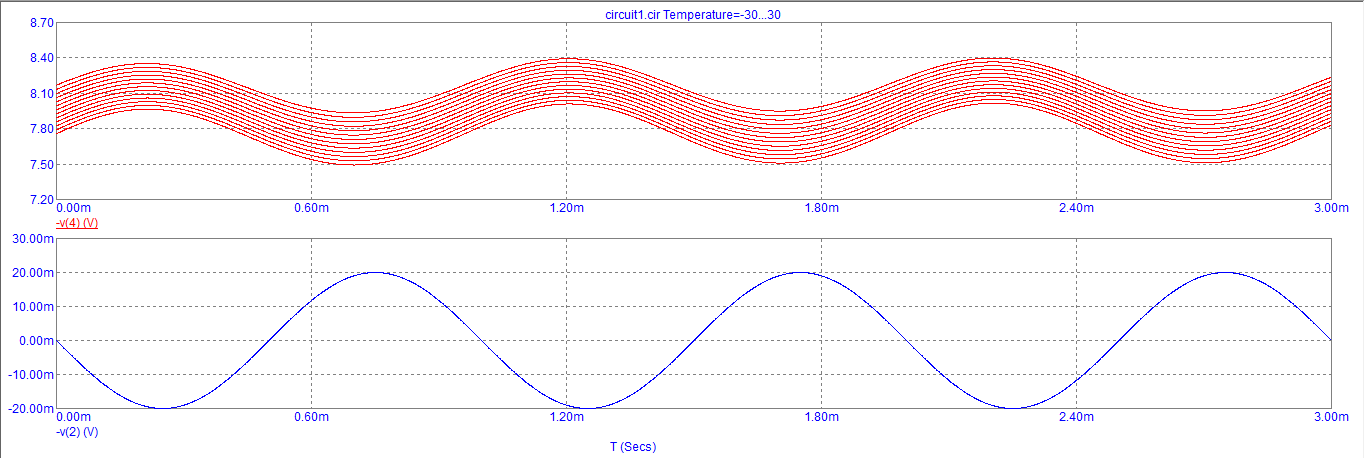 circuit1.cir Temperature=-30...30
8.70
8.40
8.10
7.80
7.50
7.20
0.00m 0.60m 1.20m 1.80m 2.40m 3.00m
-v(4) (V)
30.00m
20.00m
10.00m
0.00m
-10.00m
-20.00m
0.00m 0.60m 1.20m 1.80m 2.40m 3.00m
-v(2) (V)
T (Secs)